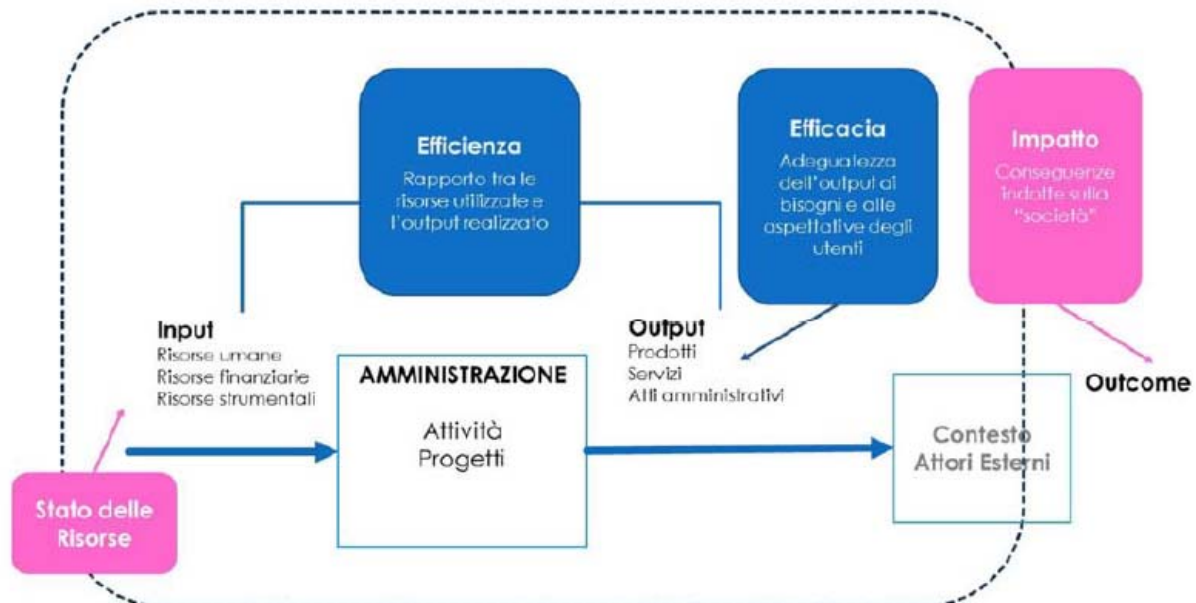 Efficienza
Rapporto tra le
risorse utilizzate e
l'output realizzato
Efficacia
Adeguatezza
dell'output ai
bisogni e alle
aspettative degli
utenti
Impatto
Conseguenze
indotte sulla
"società"
Input
Risorse umane
Risorse finanziarie
Risorse strumentali
AMMINISTRAZIONE
Attività
Progetti
Output
Prodotti
Servizi
Atti amministrativi
Outcome
Contesto
Attori Esterni
Stato delle
Risorse